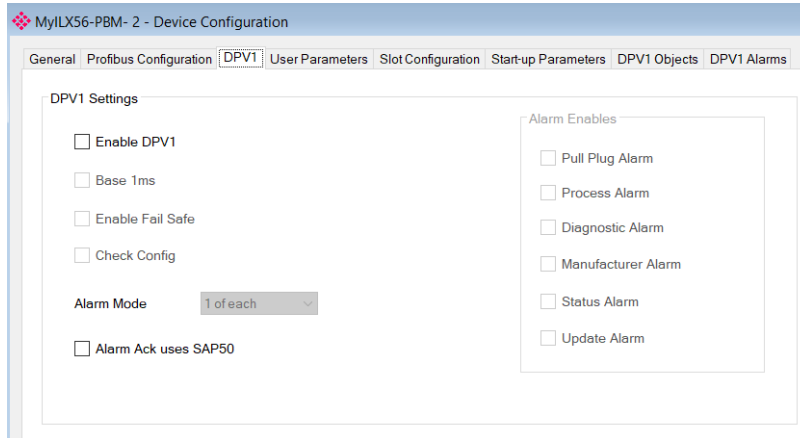 MyILX56-PBM- 2 - Device Configuration
General Profibus Configuration DPV1 User Parameters Slot Configuration Start-up Parameters DPV1 Objects DPV1 Alarms
DPV1 Settings
Enable DPV1
Base 1ms
Enable Fail Safe
Check Config
Alarm Mode 1 of each
Alarm Ack uses SAP50
Alarm Enables
Pull Plug Alarm
Process Alarm
Diagnostic Alarm
Manufacturer Alarm
Status Alarm
Update Alarm